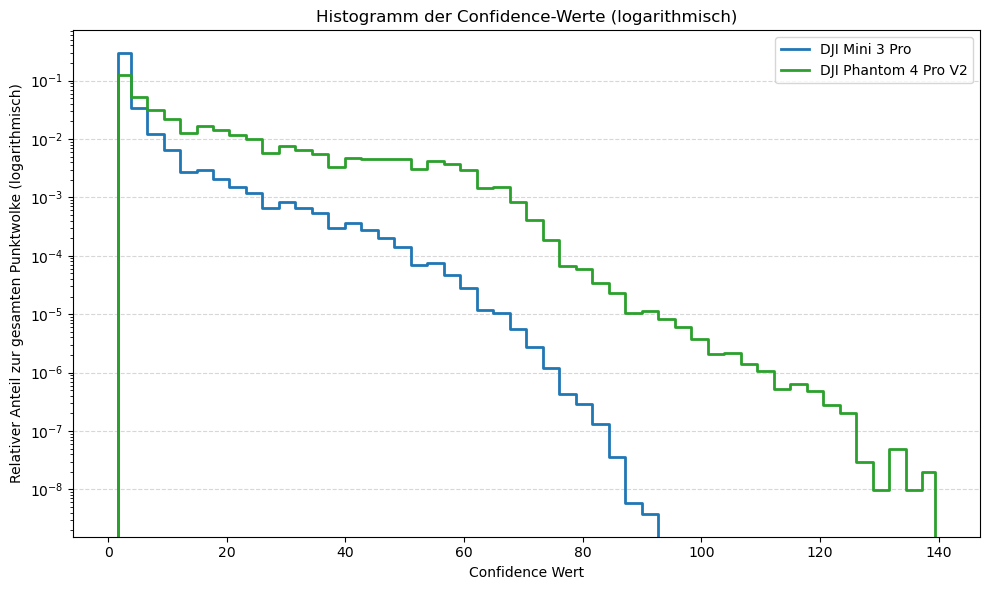 Histogramm der Confidence-Werte (logarithmisch)
DJI Mini 3 Pro
DJI Phantom 4 Pro V2
Relativer Anteil zur gesamten Punktwolke (logarithmisch)
10⁻¹
10⁻²
10⁻³
10⁻⁴
10⁻⁵
10⁻⁶
10⁻⁷
10⁻⁸
0 20 40 60 80 100 120 140
Confidence Wert